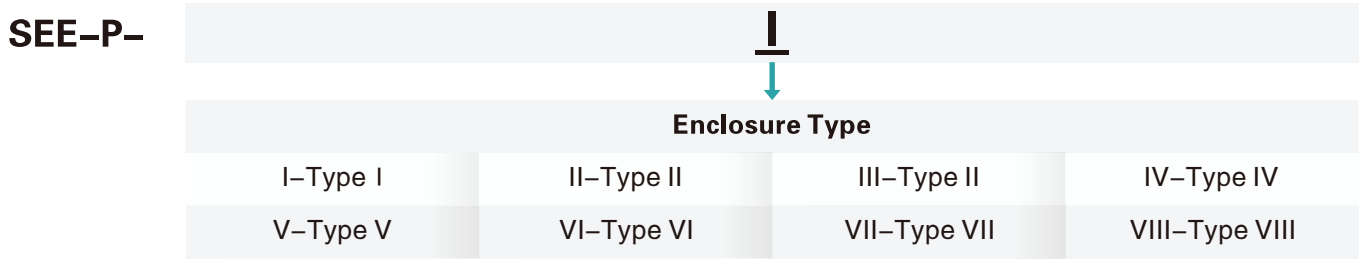 SEE–P– I
Enclosure Type
I–Type I II–Type II III–Type II IV–Type IV
V–Type V VI–Type VI VII–Type VII VIII–Type VIII